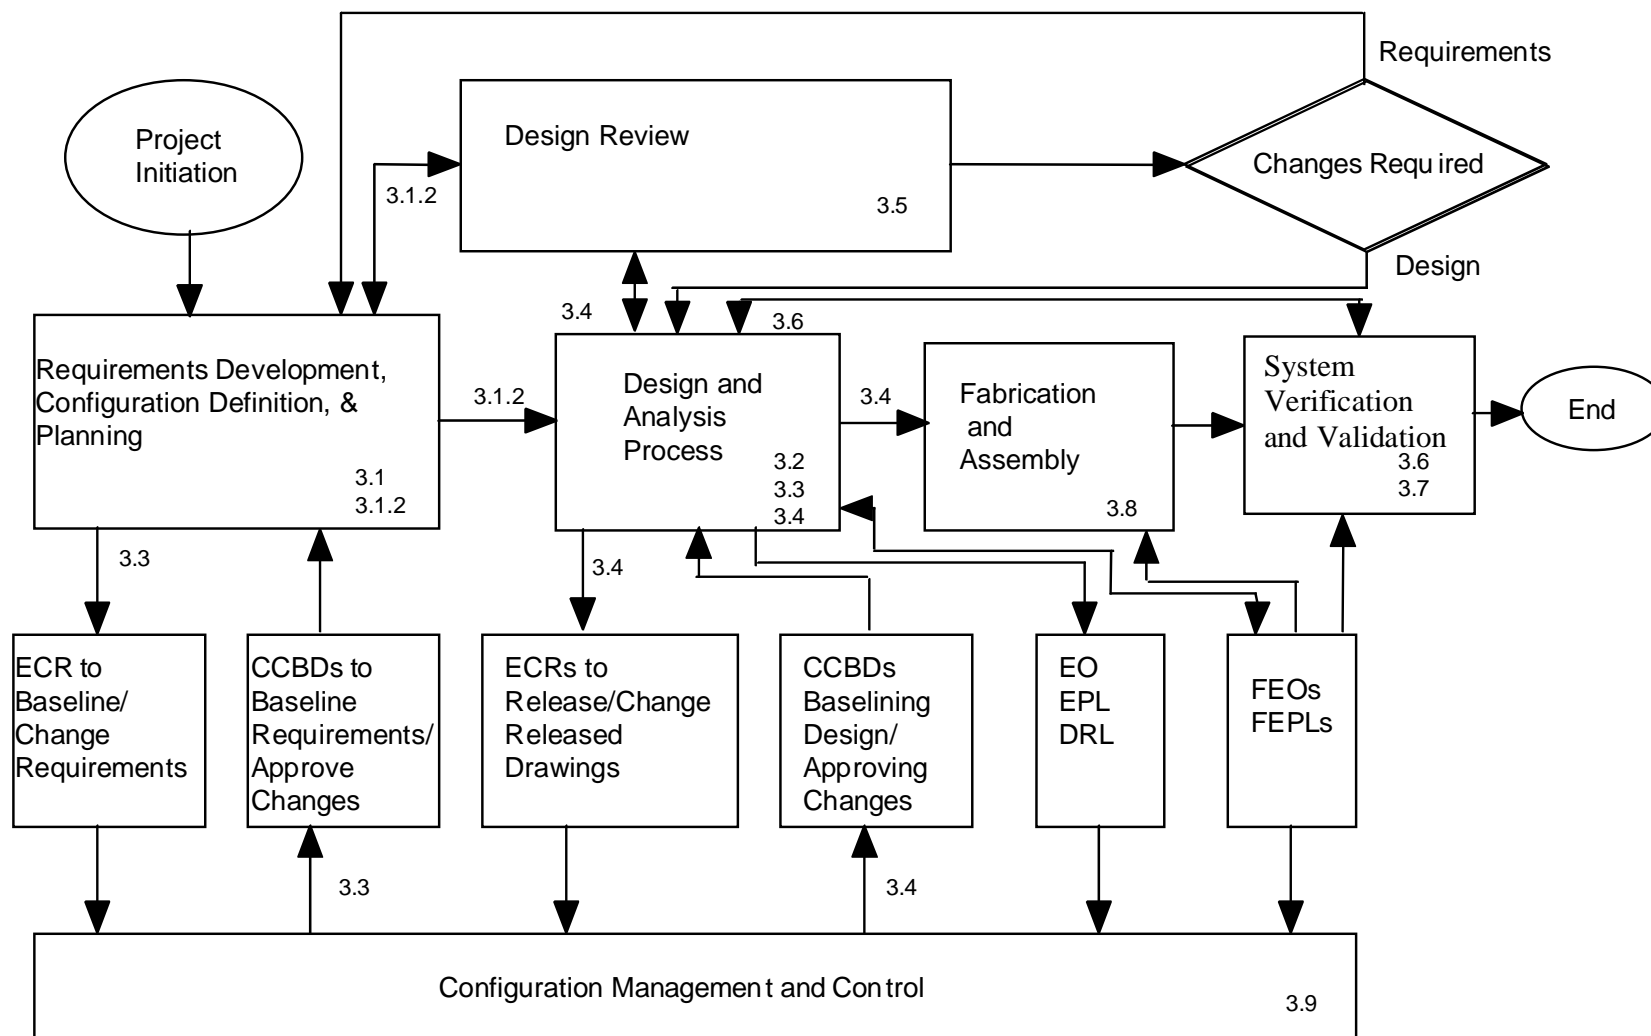 Requirements
Project
Initiation
Design Review
3.5
3.1.2
Changes Required
Design
3.4
3.6
Requirements Development,
Configuration Definition, &
Planning
3.1
3.1.2
3.1.2
Design and
Analysis
Process
3.2
3.3
3.4
3.4
Fabrication
and
Assembly
3.8
System
Verification
and Validation
3.6
3.7
End
3.3
3.4
ECR to
Baseline/
Change
Requirements
CCBDs to
Baseline
Requirements/
Approve
Changes
ECRs to
Release/Change
Released
Drawings
CCBDs
Baselining
Design/
Approving
Changes
EO
EPL
DRL
FEOs
FEPLs
3.3
3.4
Configuration Management and Control
3.9